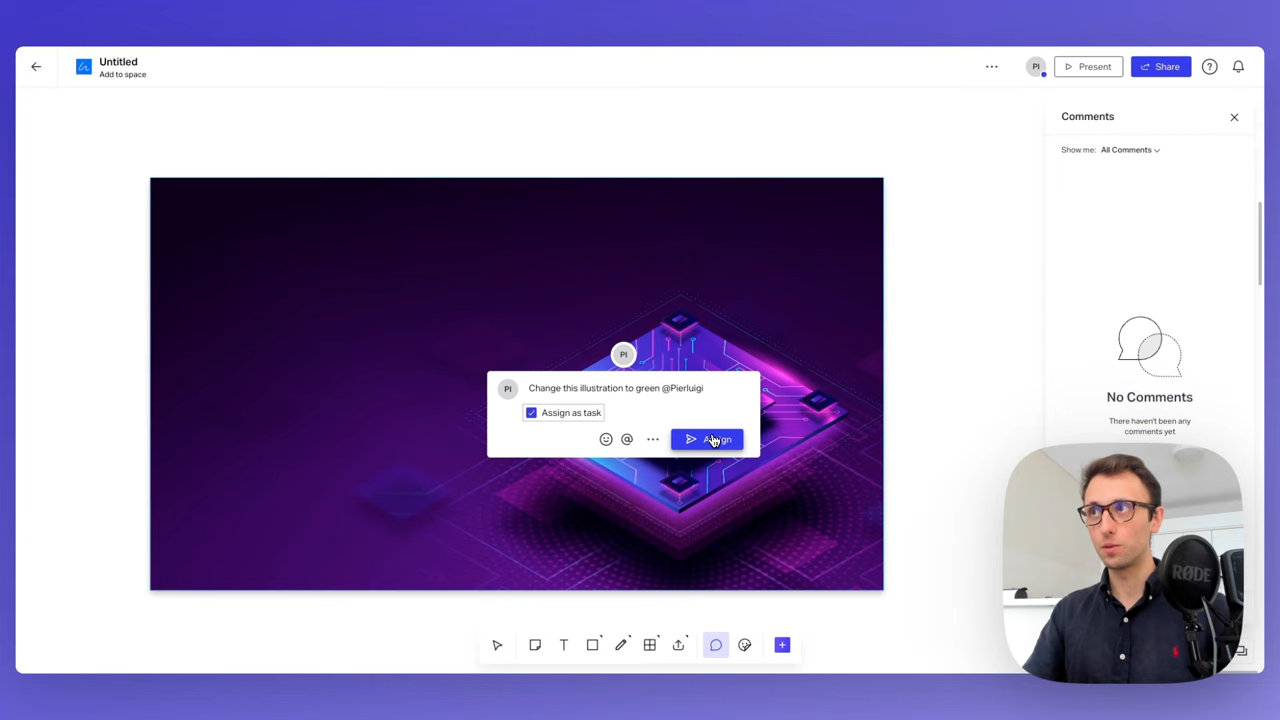 Untitled
Add to space
PI
Present
Share
Comments
Show me: All Comments
PI
PI
Change this illustration to green @Pierluigi
Assign as task
Assign
No Comments
There haven't been any
comments yet
RØDE